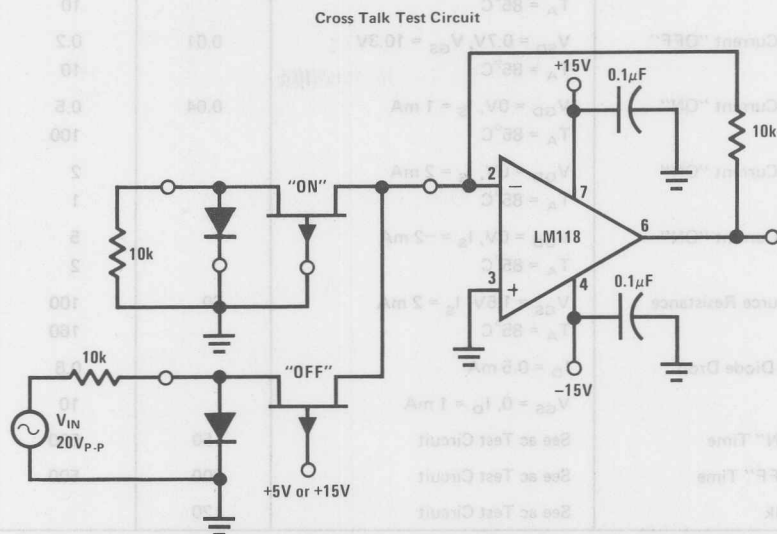 Cross Talk Test Circuit
+15V
0.1μF
10k
"ON"
2
−
7
10k
LM118
6
3
+
4
0.1μF
10k
"OFF"
−15V
VIN
20VP-P
+5V or +15V